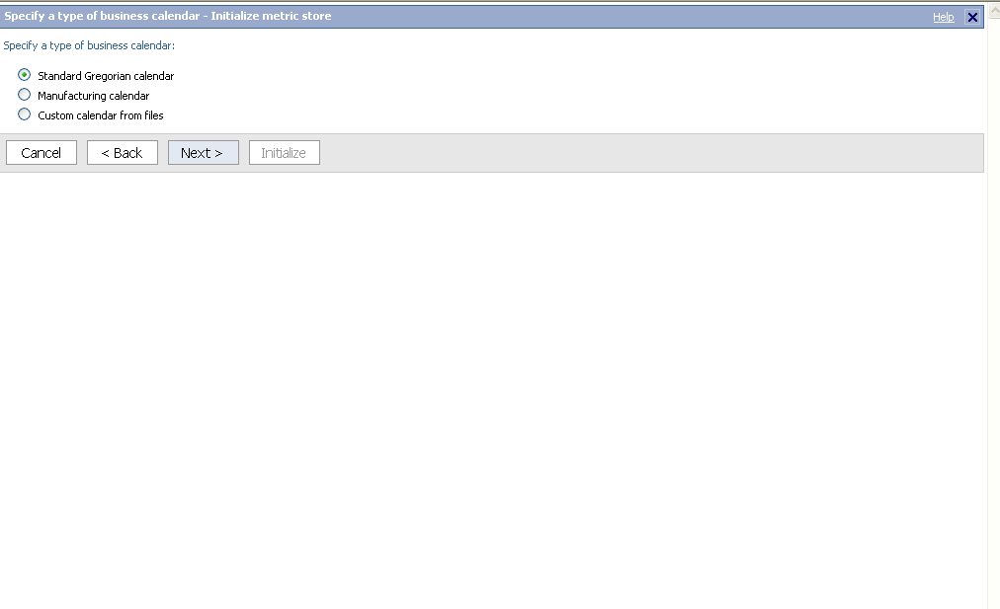 Specify a type of business calendar - Initialize metric store Help
Specify a type of business calendar:
Standard Gregorian calendar
Manufacturing calendar
Custom calendar from files
Cancel < Back Next > Initialize